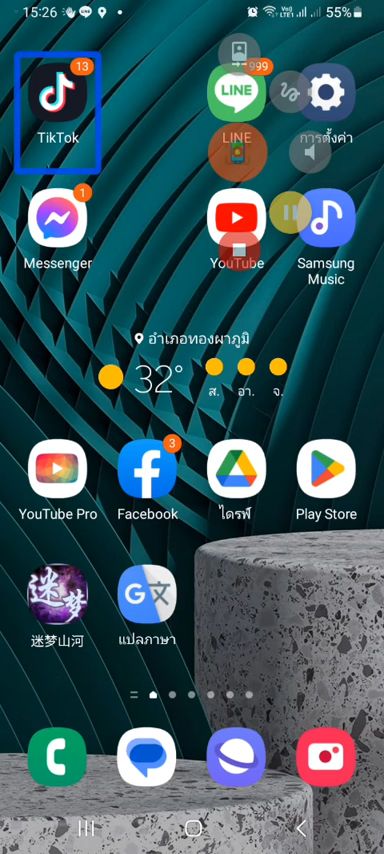 15:26
55%
13
TikTok
999
LINE
LINE
การตั้งค่า
1
Messenger
YouTube
Samsung
Music
อำเภอทองผาภูมิ
32°
ส. อา. จ.
YouTube Pro
3
Facebook
ไดรฟ์
Play Store
迷梦
迷梦山河
G文
แปลภาษา